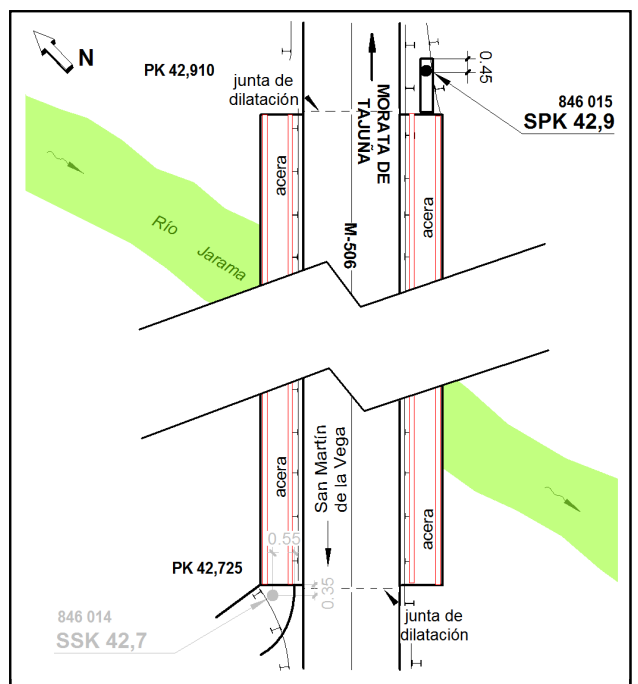 N
PK 42,910
junta de
dilatación
MORATA DE
TAJUÑA
0.45
846 015
SPK 42,9
acera
acera
M-506
Río Jarama
acera
San Martín
de la Vega
acera
0.55
PK 42,725
0.35
846 014
SSK 42,7
junta de
dilatación